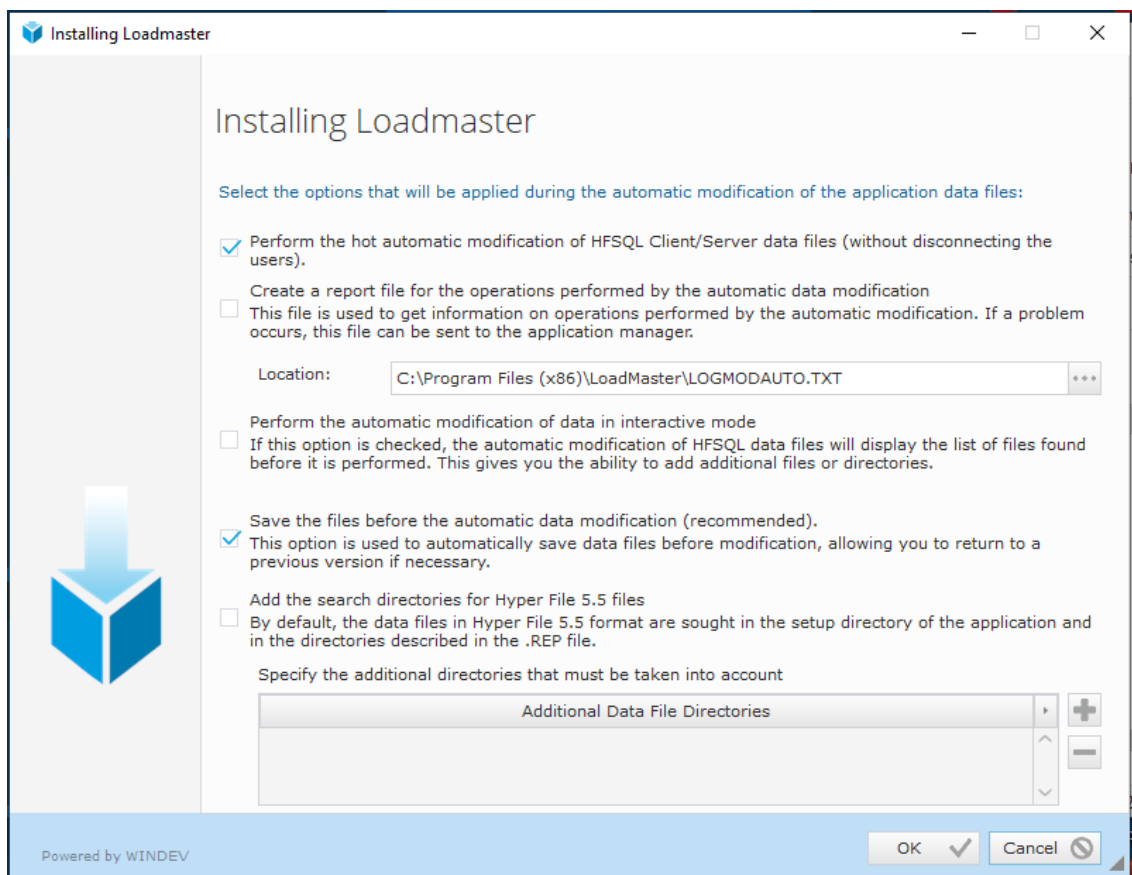 Installing Loadmaster
Installing Loadmaster
Select the options that will be applied during the automatic modification of the application data files:
Perform the hot automatic modification of HFSQL Client/Server data files (without disconnecting the
users).
Create a report file for the operations performed by the automatic data modification
This file is used to get information on operations performed by the automatic modification. If a problem
occurs, this file can be sent to the application manager.
Location:
C:\Program Files (x86)\LoadMaster\LOGMODAUTO.TXT
Perform the automatic modification of data in interactive mode
If this option is checked, the automatic modification of HFSQL data files will display the list of files found
before it is performed. This gives you the ability to add additional files or directories.
Save the files before the automatic data modification (recommended).
This option is used to automatically save data files before modification, allowing you to return to a
previous version if necessary.
Add the search directories for Hyper File 5.5 files
By default, the data files in Hyper File 5.5 format are sought in the setup directory of the application and
in the directories described in the .REP file.
Specify the additional directories that must be taken into account
Additional Data File Directories
Powered by WINDEV
OK
Cancel